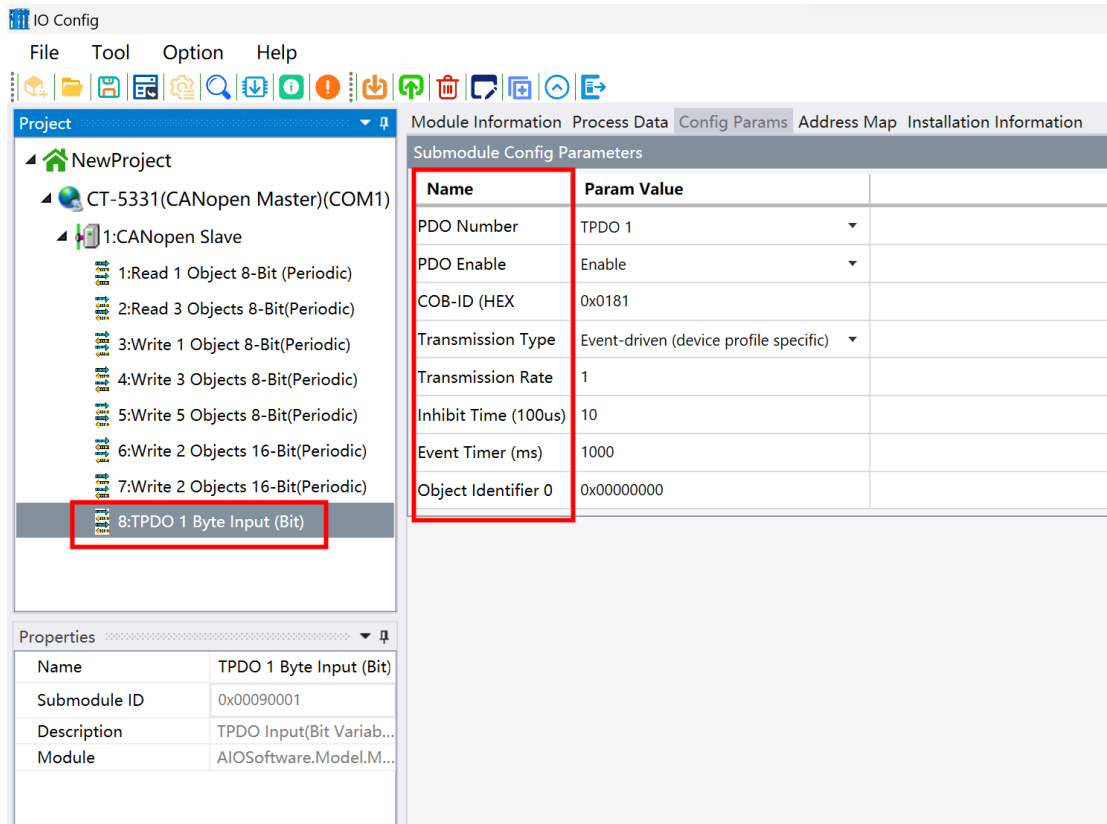 IO Config
File Tool Option Help
Project
NewProject
CT-5331(CANopen Master)(COM1)
1:CANopen Slave
1:Read 1 Object 8-Bit (Periodic)
2:Read 3 Objects 8-Bit(Periodic)
3:Write 1 Object 8-Bit(Periodic)
4:Write 3 Objects 8-Bit(Periodic)
5:Write 5 Objects 8-Bit(Periodic)
6:Write 2 Objects 16-Bit(Periodic)
7:Write 2 Objects 16-Bit(Periodic)
8:TPDO 1 Byte Input (Bit)
Properties
Name TPDO 1 Byte Input (Bit)
Submodule ID 0x00090001
Description TPDO Input(Bit Variab...
Module AIOSoftware.Model.M...
Module Information Process Data Config Params Address Map Installation Information
Submodule Config Parameters
Name Param Value
PDO Number TPDO 1
PDO Enable Enable
COB-ID (HEX 0x0181
Transmission Type Event-driven (device profile specific)
Transmission Rate 1
Inhibit Time (100us) 10
Event Timer (ms) 1000
Object Identifier 0 0x00000000